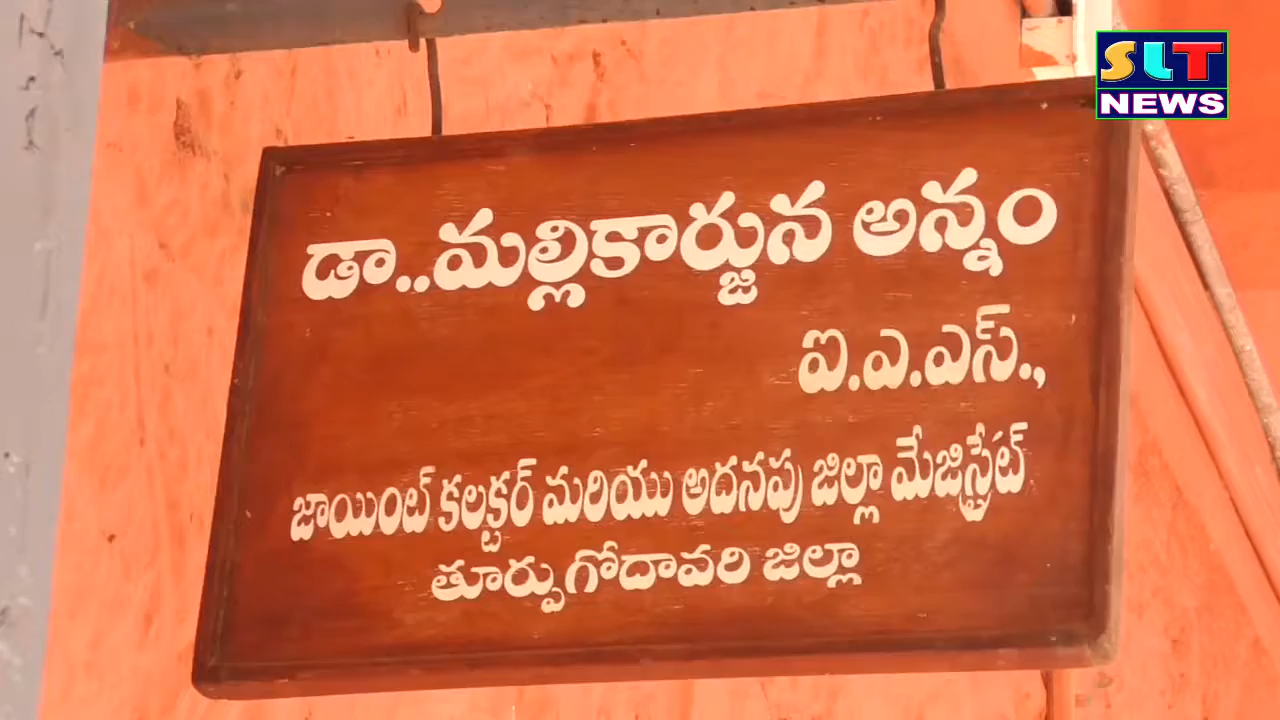 SLT
NEWS
డా..మల్లికార్జున అన్నం
ఐ.ఎ.ఎస్.,
జాయింట్ కలక్టర్ మరియు అదనపు జిల్లా మేజిస్ట్రేట్
తూర్పుగోదావరి జిల్లా